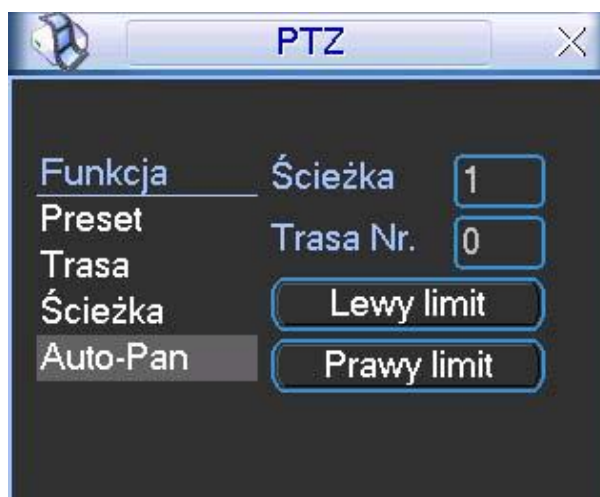 PTZ
Funkcja
Preset
Trasa
Ścieżka
Auto-Pan
Ścieżka 1
Trasa Nr. 0
Lewy limit
Prawy limit